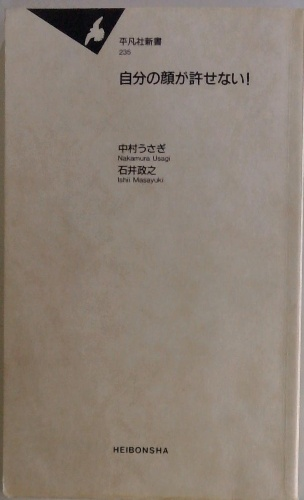 平凡社新書
235
自分の顔が許せない!
中村うさぎ
Nakamura Usagi
石井政之
Ishii Masayuki
HEIBONSHA